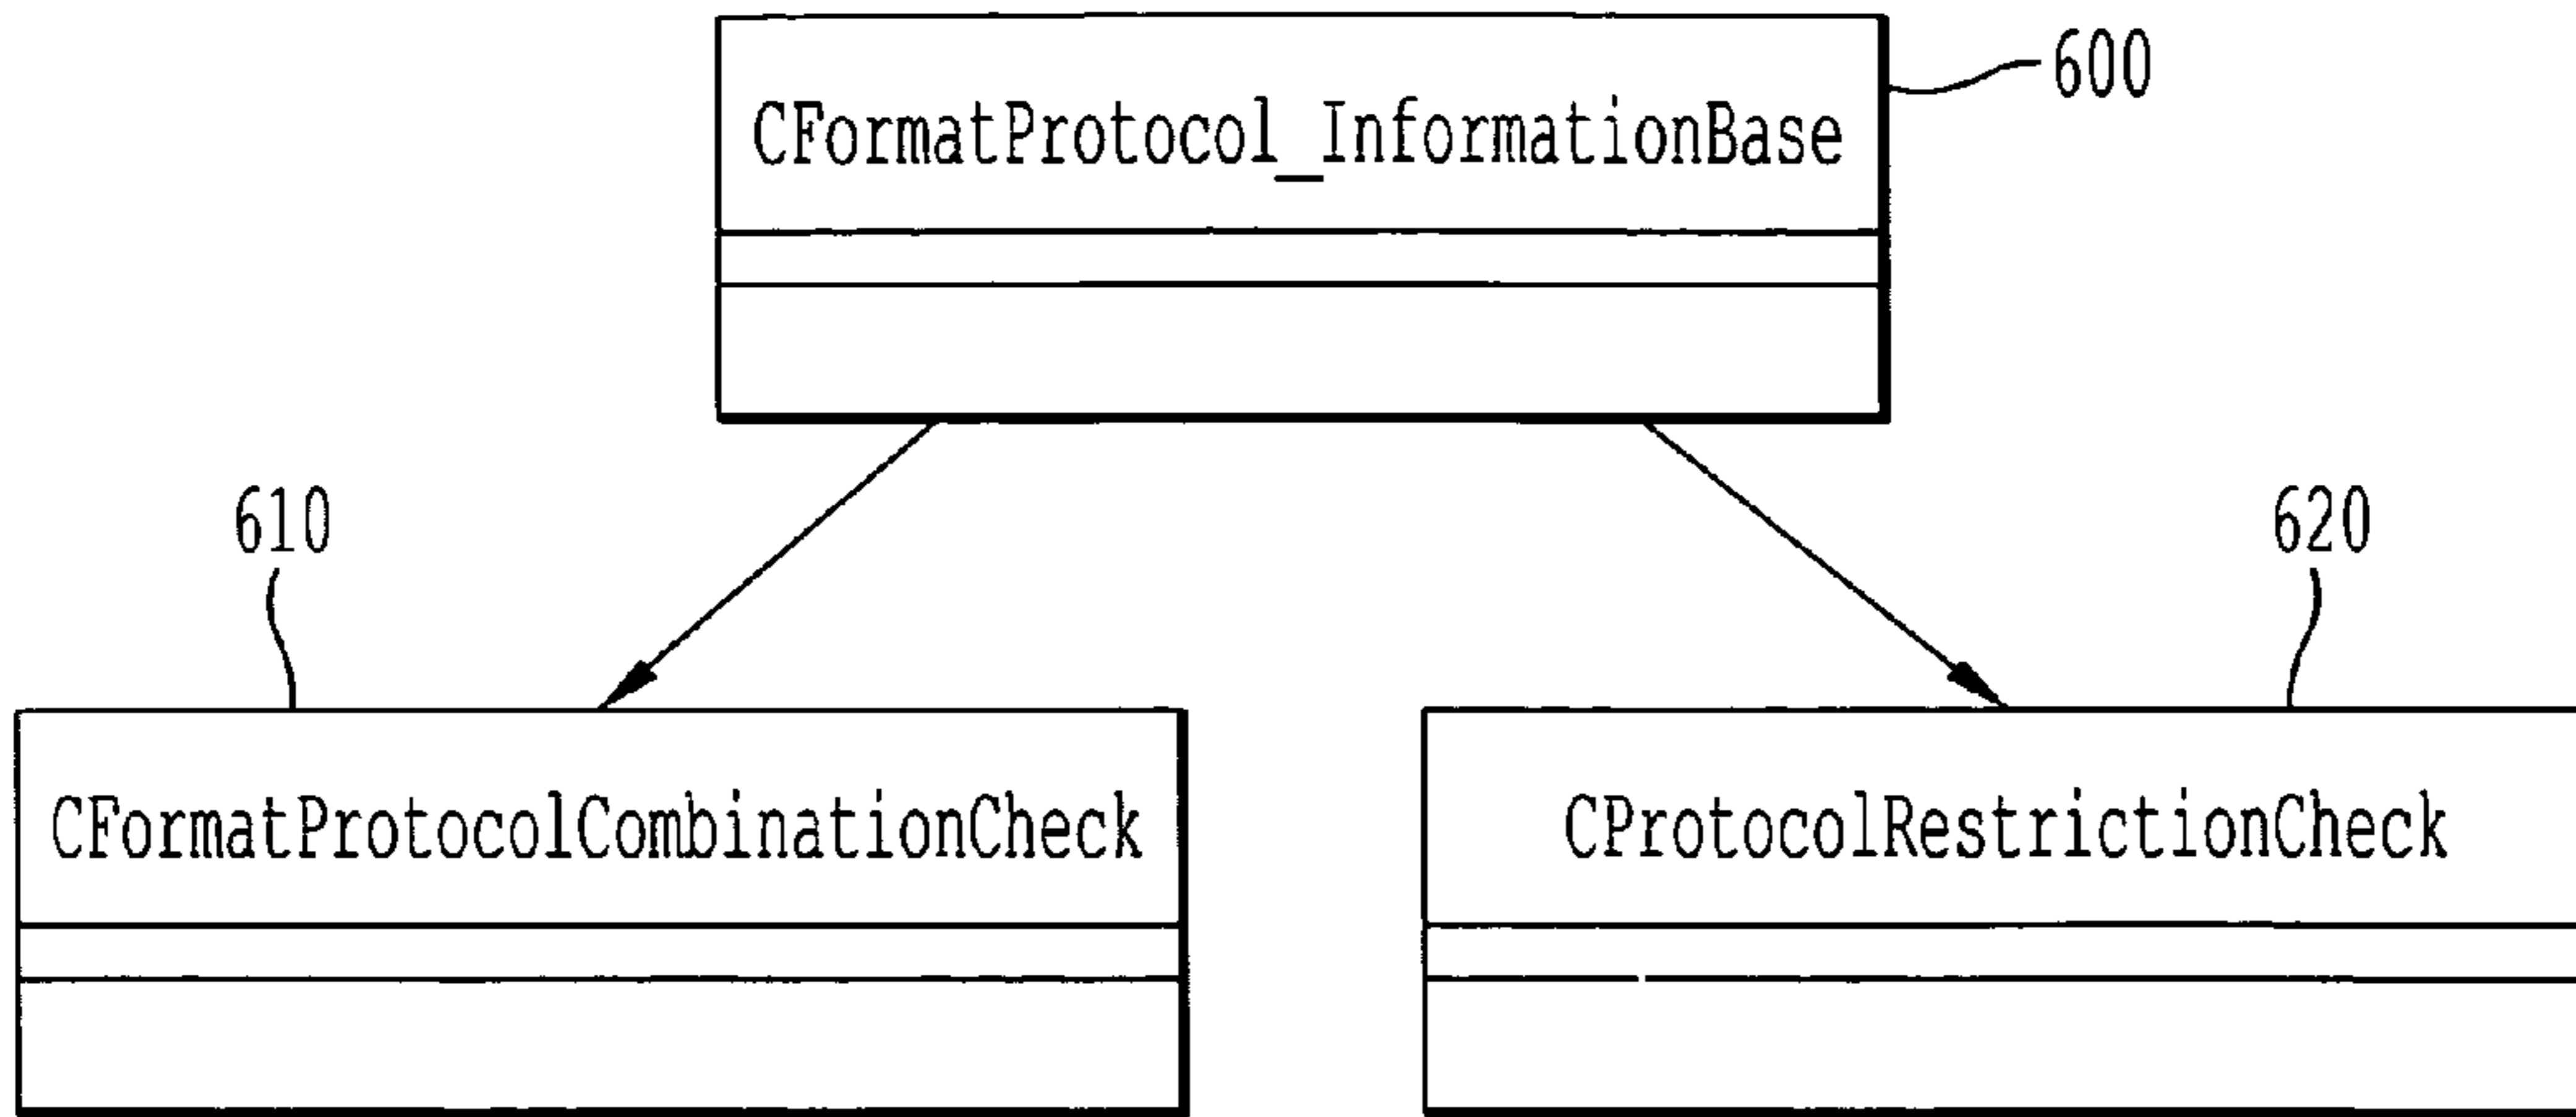 CFormatProtocol_InformationBase
600
610
620
CFormatProtocolCombinationCheck
CProtocolRestrictionCheck